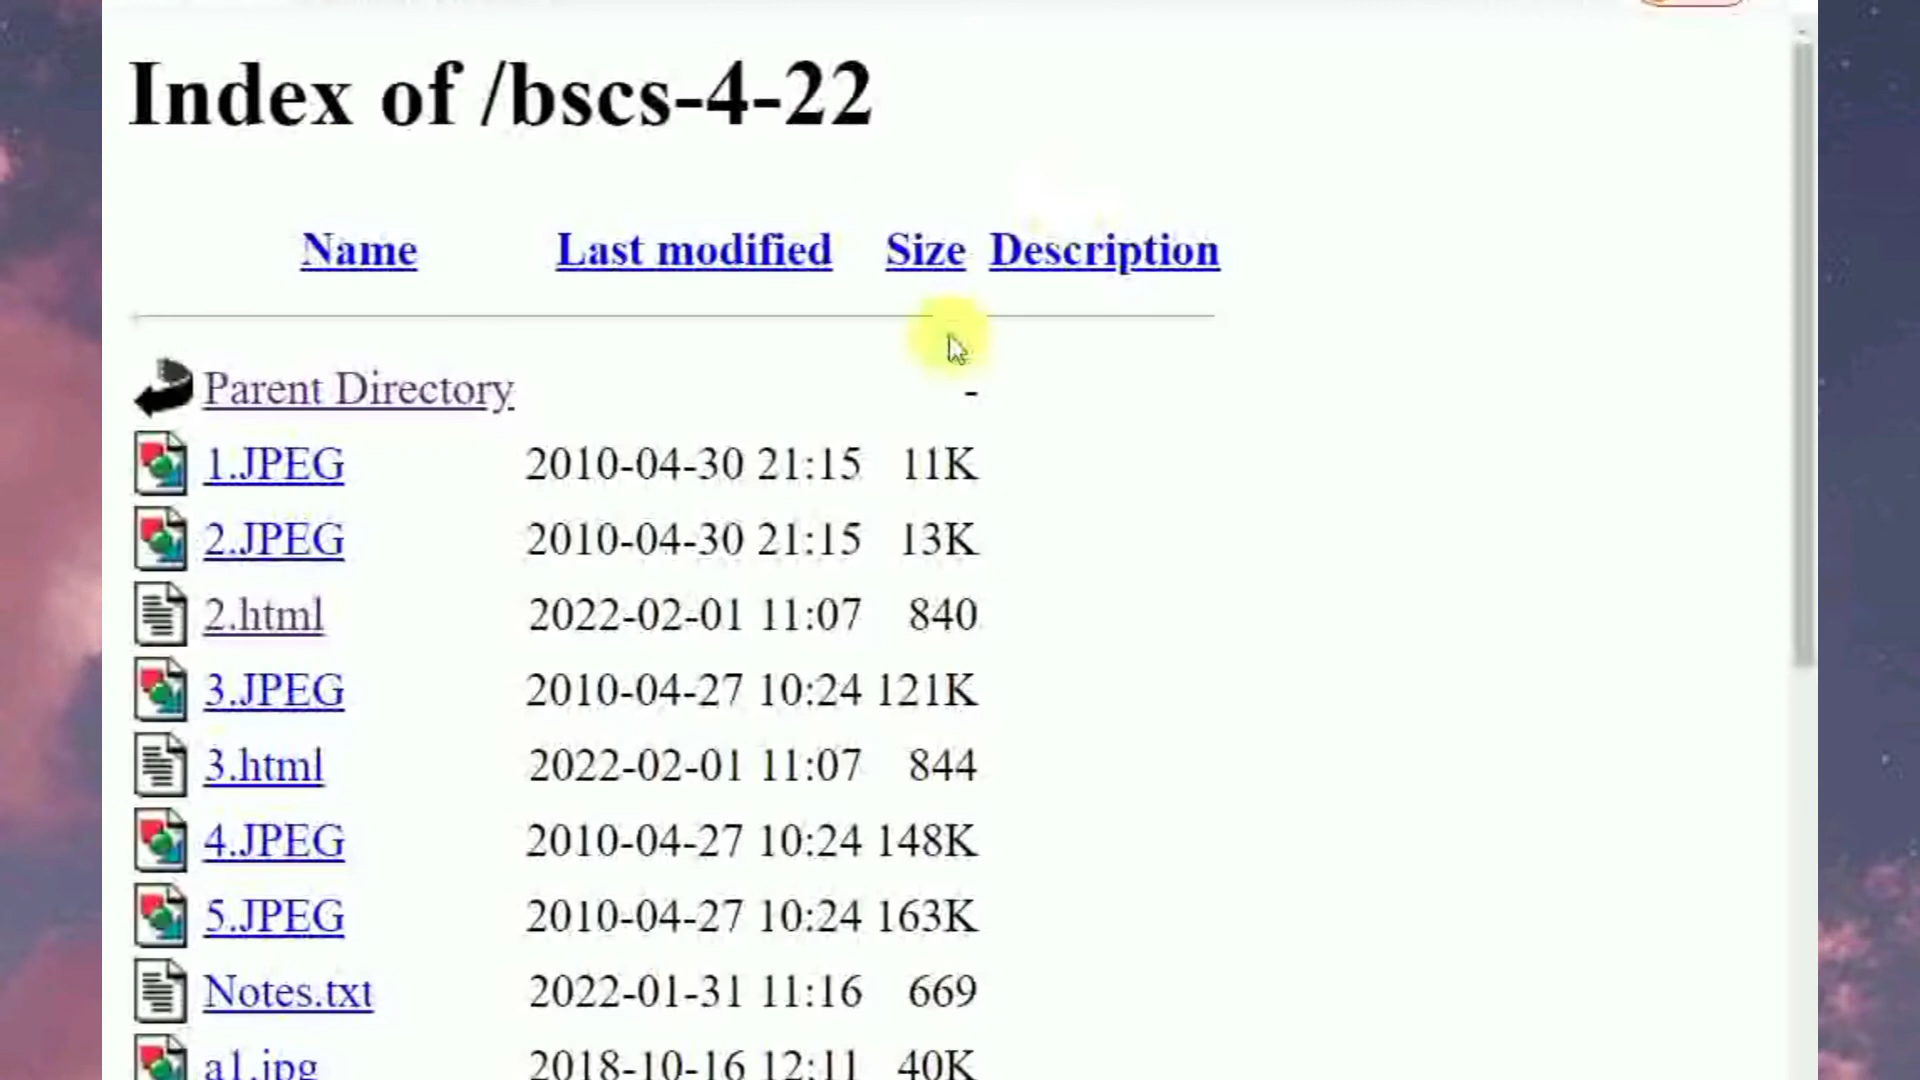 Index of /bscs-4-22
Name Last modified Size Description
Parent Directory -
1.JPEG 2010-04-30 21:15 11K
2.JPEG 2010-04-30 21:15 13K
2.html 2022-02-01 11:07 840
3.JPEG 2010-04-27 10:24 121K
3.html 2022-02-01 11:07 844
4.JPEG 2010-04-27 10:24 148K
5.JPEG 2010-04-27 10:24 163K
Notes.txt 2022-01-31 11:16 669
a1.jpg 2018-10-16 12:11 40K